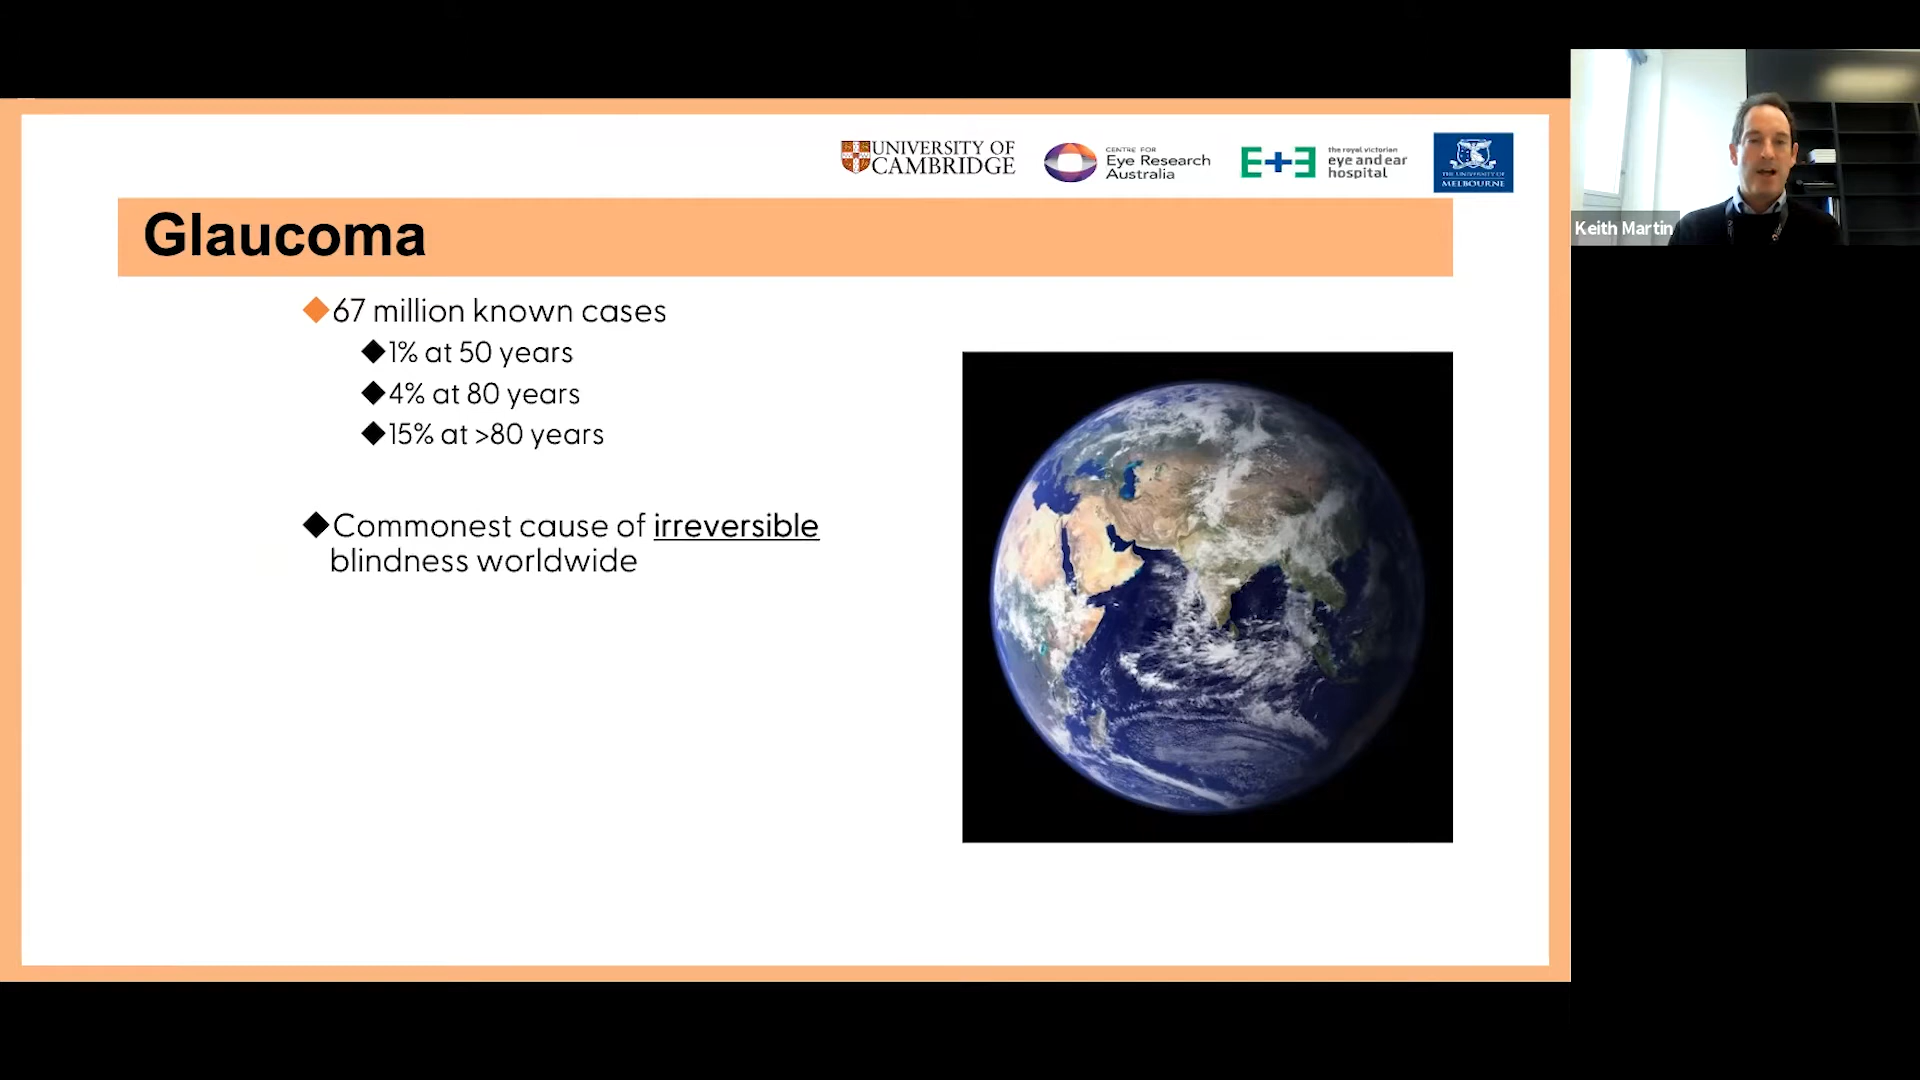 UNIVERSITY OF
CAMBRIDGE
CENTRE FOR
Eye Research
Australia
E+3
the royal victorian
eye and ear
hospital
THE UNIVERSITY OF
MELBOURNE
Glaucoma
67 million known cases
1% at 50 years
4% at 80 years
15% at >80 years
Commonest cause of irreversible
blindness worldwide
Keith Martin